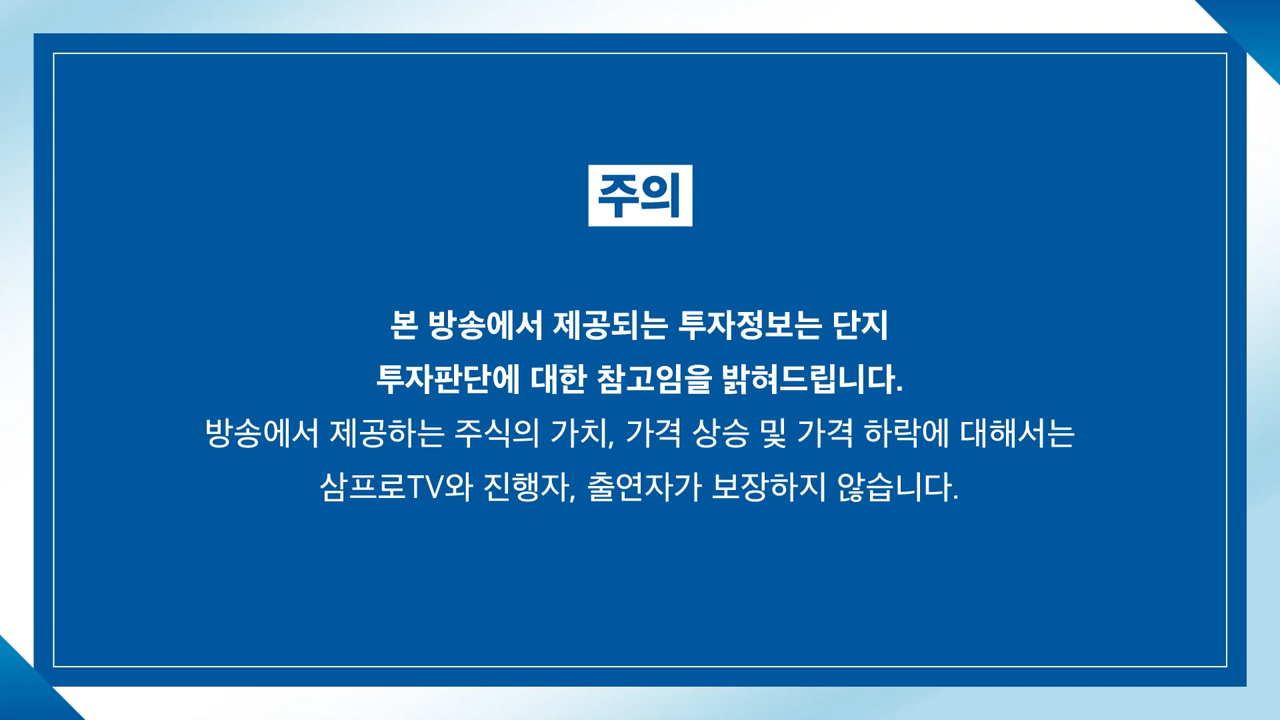 주의
본 방송에서 제공되는 투자정보는 단지
투자판단에 대한 참고임을 밝혀드립니다.
방송에서 제공하는 주식의 가치, 가격 상승 및 가격 하락에 대해서는
삼프로TV와 진행자, 출연자가 보장하지 않습니다.